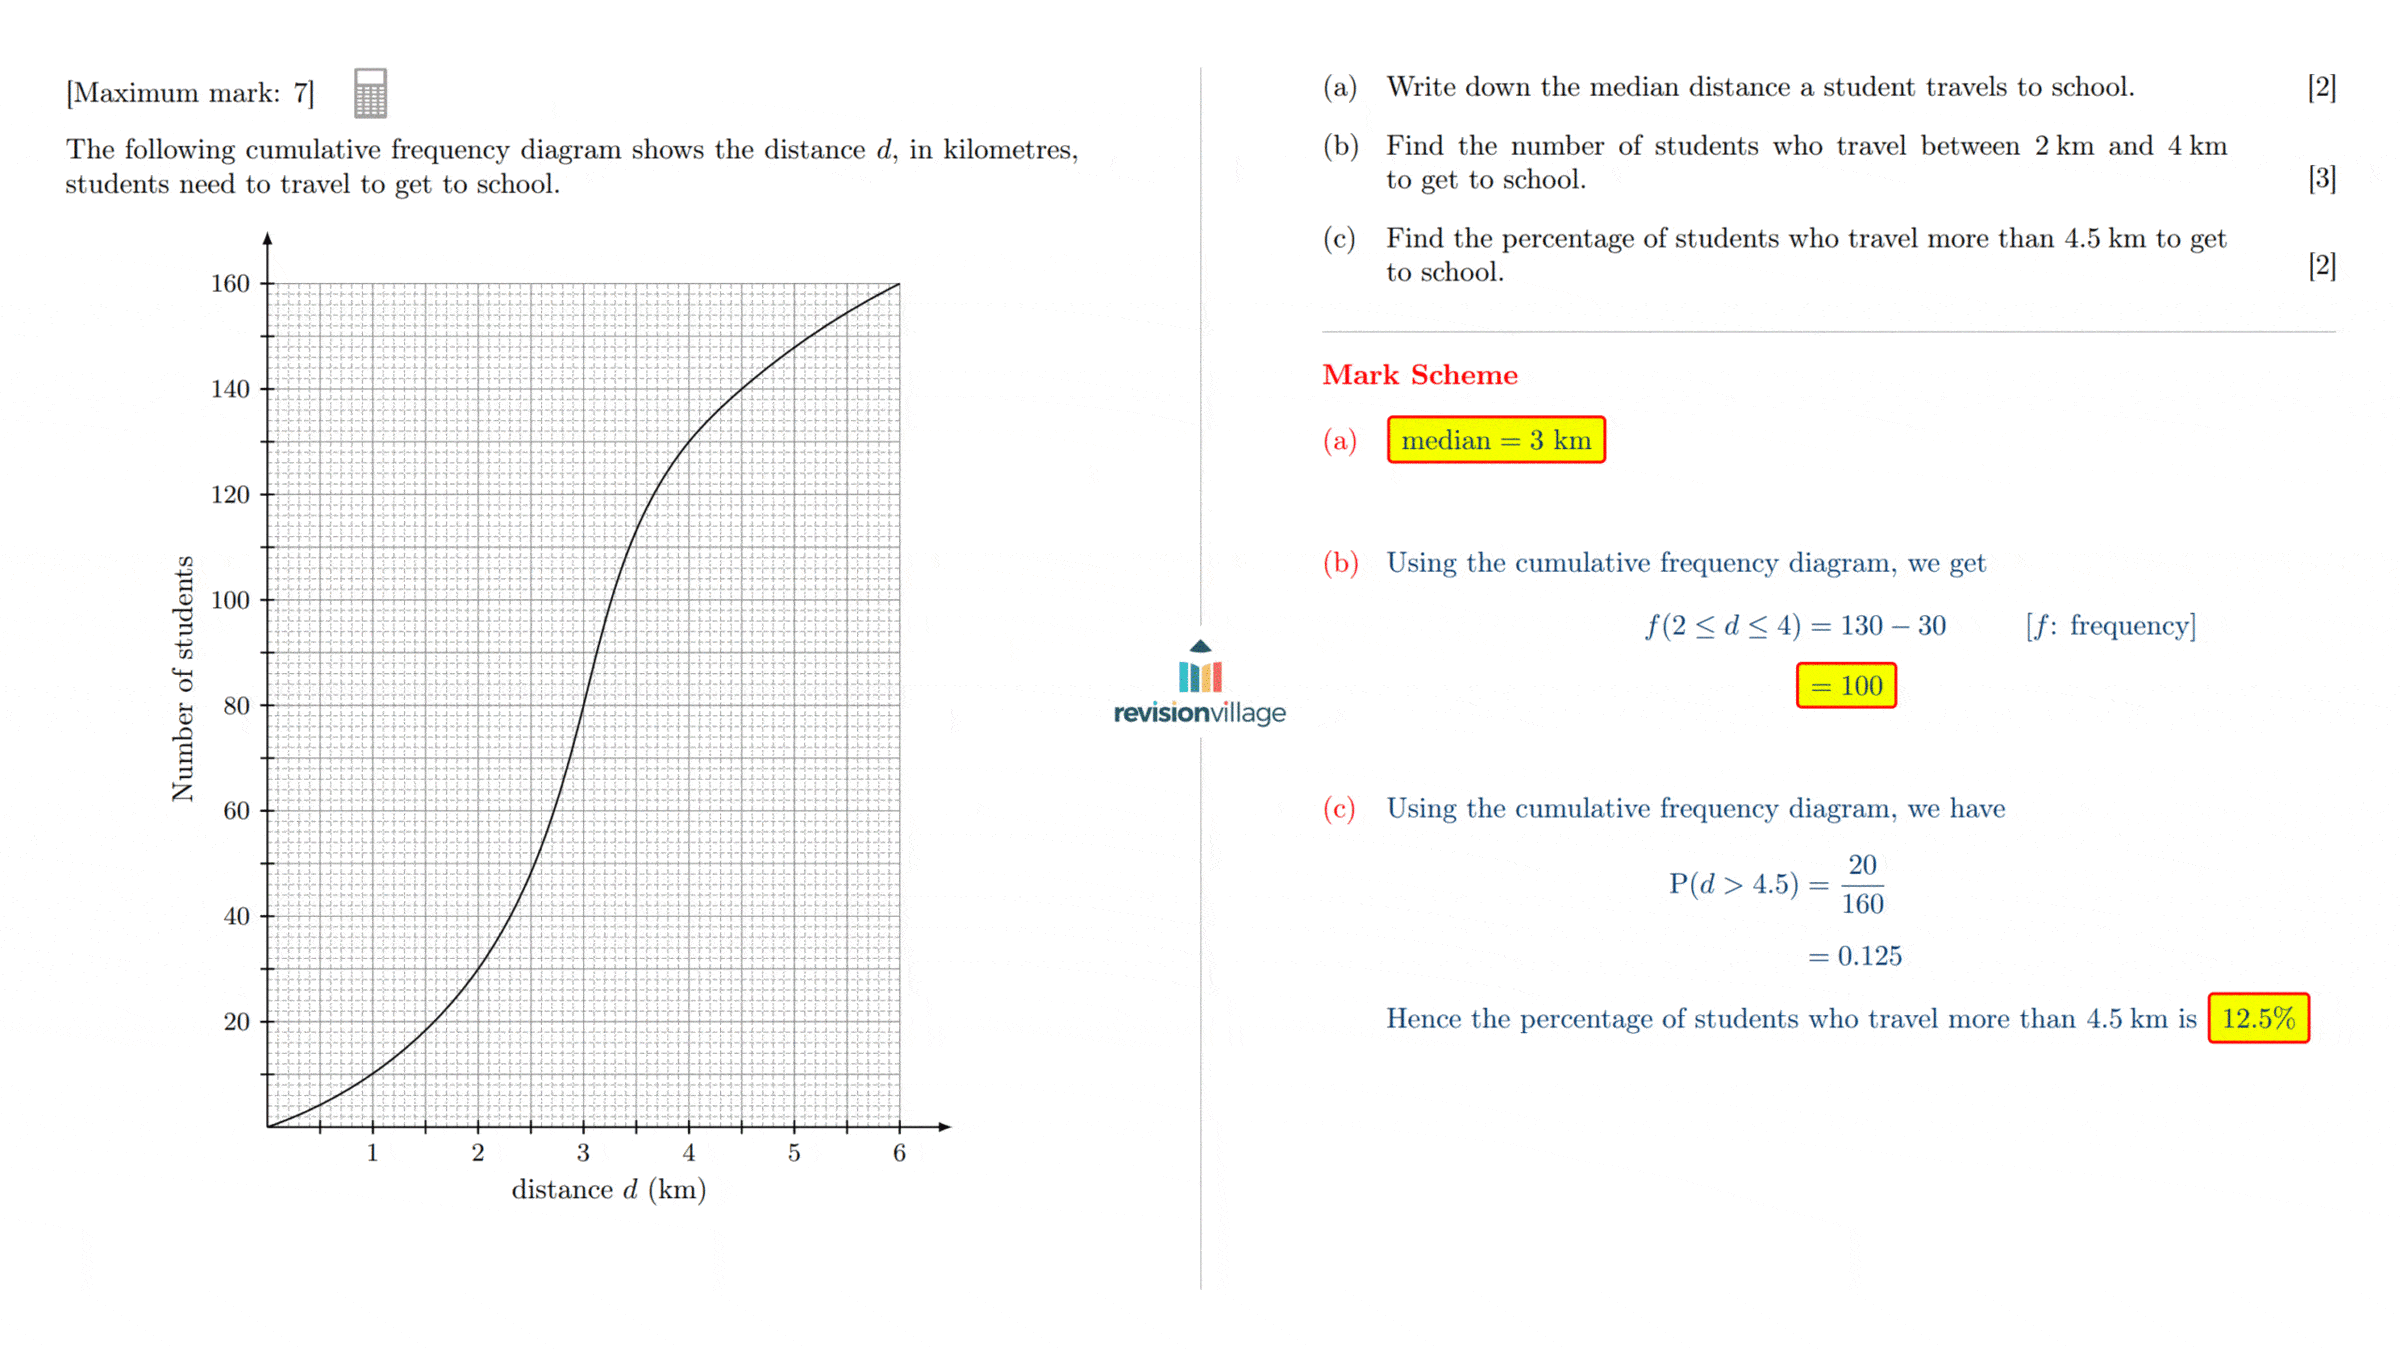 [Maximum mark: 7]
The following cumulative frequency diagram shows the distance d, in kilometres,
students need to travel to get to school.
160
140
120
100
80
60
40
20
Number of students
1 2 3 4 5 6
distance d (km)
revisionvillage
(a) Write down the median distance a student travels to school. [2]
(b) Find the number of students who travel between 2 km and 4 km
to get to school. [3]
(c) Find the percentage of students who travel more than 4.5 km to get
to school. [2]
Mark Scheme
(a) median = 3 km
(b) Using the cumulative frequency diagram, we get
f(2 ≤ d ≤ 4) = 130 − 30 [f: frequency]
= 100
(c) Using the cumulative frequency diagram, we have
P(d > 4.5) = 20/160
= 0.125
Hence the percentage of students who travel more than 4.5 km is 12.5%